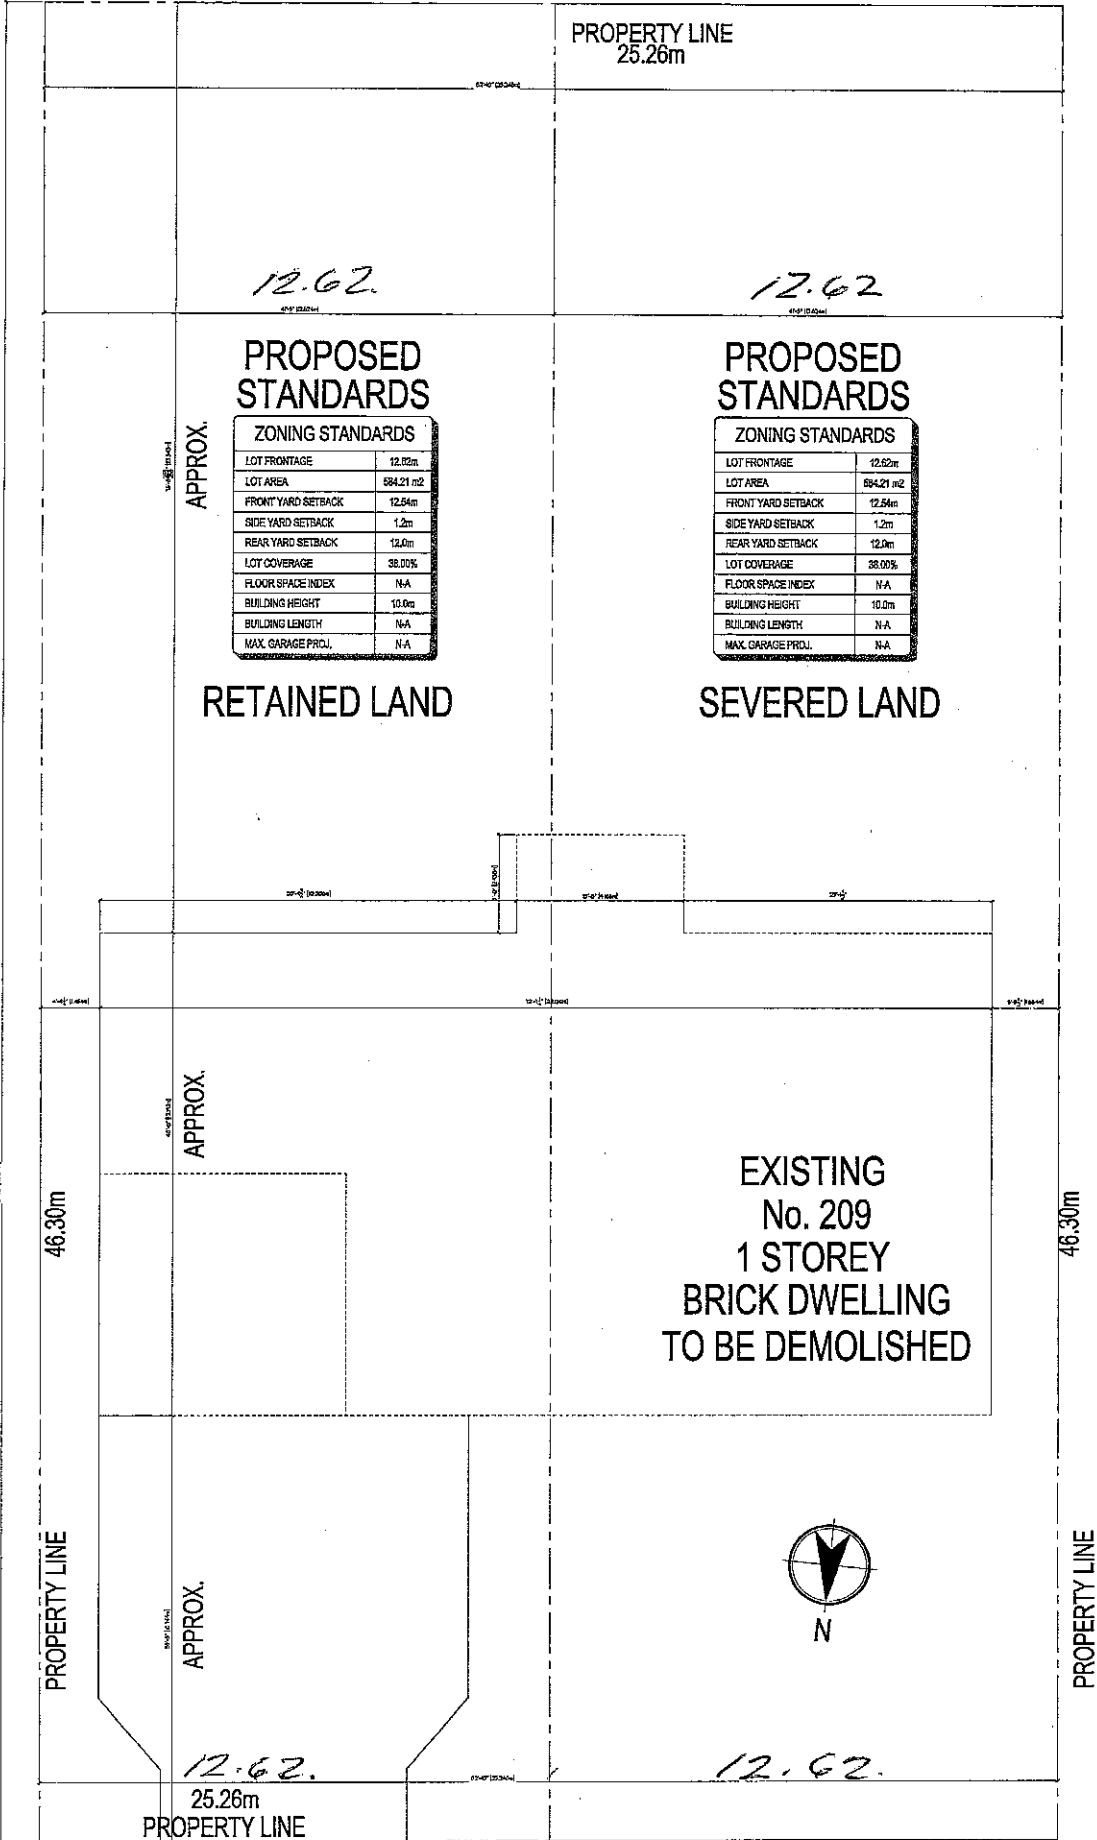 PROPERTY LINE
25.26m
12.62.
12.62
PROPOSED
STANDARDS
ZONING STANDARDS
LOT FRONTAGE 12.62m
LOT AREA 584.21 m2
FRONT YARD SETBACK 12.54m
SIDE YARD SETBACK 1.2m
REAR YARD SETBACK 12.0m
LOT COVERAGE 38.00%
FLOOR SPACE INDEX N-A
BUILDING HEIGHT 10.0m
BUILDING LENGTH N-A
MAX. GARAGE PROJ. N-A
RETAINED LAND
PROPOSED
STANDARDS
ZONING STANDARDS
LOT FRONTAGE 12.62m
LOT AREA 584.21 m2
FRONT YARD SETBACK 12.54m
SIDE YARD SETBACK 1.2m
REAR YARD SETBACK 12.0m
LOT COVERAGE 38.00%
FLOOR SPACE INDEX N-A
BUILDING HEIGHT 10.0m
BUILDING LENGTH N-A
MAX. GARAGE PROJ. N-A
SEVERED LAND
APPROX.
APPROX.
46.30m
EXISTING
No. 209
1 STOREY
BRICK DWELLING
TO BE DEMOLISHED
46.30m
PROPERTY LINE
APPROX.
N
PROPERTY LINE
12.62.
12.62.
25.26m
PROPERTY LINE